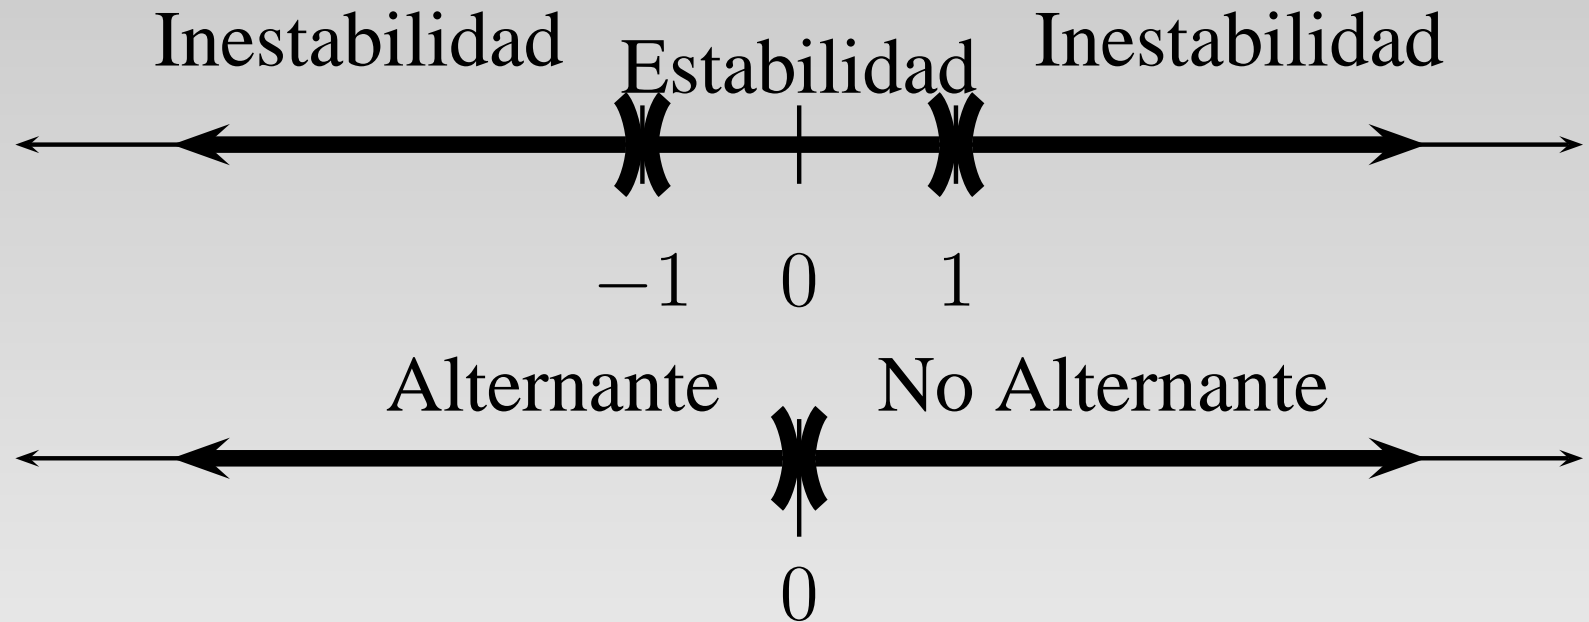 Inestabilidad Estabilidad Inestabilidad
−1 0 1
Alternante No Alternante
0